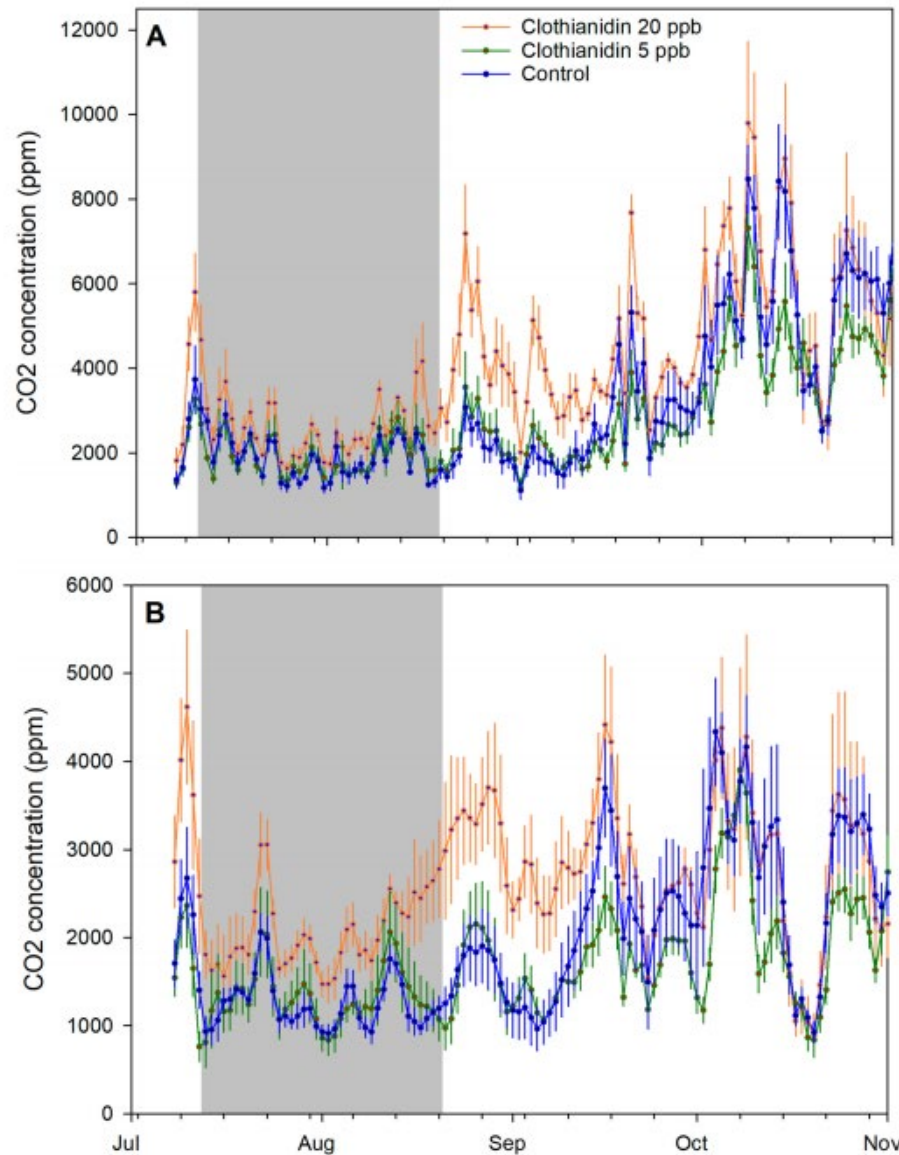 A
Clothianidin 20 ppb
Clothianidin 5 ppb
Control
12000
10000
8000
6000
4000
2000
0
CO2 concentration (ppm)
B
6000
5000
4000
3000
2000
1000
0
CO2 concentration (ppm)
Jul Aug Sep Oct Nov